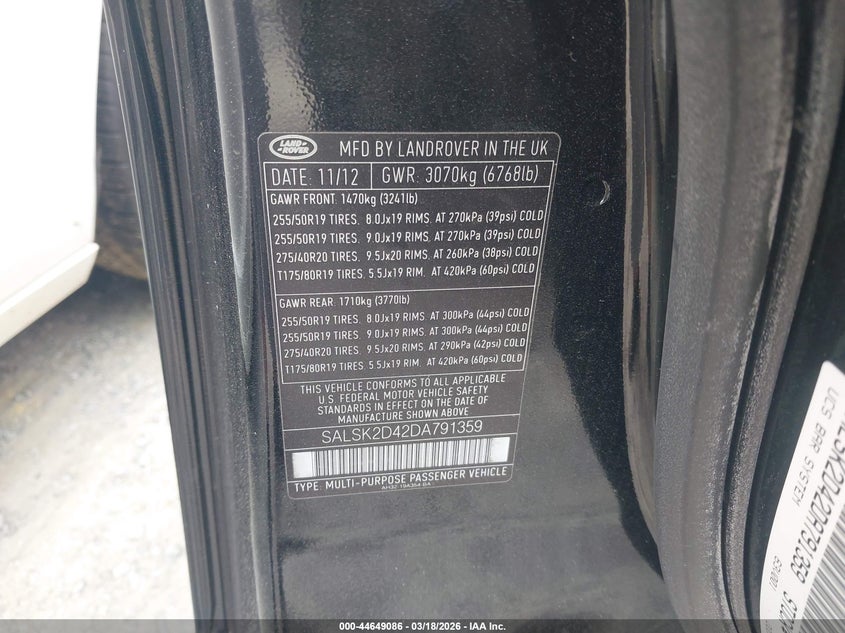 LAND ROVER
MFD BY LANDROVER IN THE UK
DATE: 11/12 GWR: 3070kg (6768lb)
GAWR FRONT: 1470kg (3241lb)
255/50R19 TIRES. 8.0Jx19 RIMS. AT 270kPa (39psi) COLD
255/50R19 TIRES. 9.0Jx19 RIMS. AT 270kPa (39psi) COLD
275/40R20 TIRES. 9.5Jx20 RIMS. AT 260kPa (38psi) COLD
T175/80R19 TIRES. 5.5Jx19 RIM. AT 420kPa (60psi) COLD
GAWR REAR: 1710kg (3770lb)
255/50R19 TIRES. 8.0Jx19 RIMS. AT 300kPa (44psi) COLD
255/50R19 TIRES. 9.0Jx19 RIMS. AT 300kPa (44psi) COLD
275/40R20 TIRES. 9.5Jx20 RIMS. AT 290kPa (42psi) COLD
T175/80R19 TIRES. 5.5Jx19 RIM. AT 420kPa (60psi) COLD
THIS VEHICLE CONFORMS TO ALL APPLICABLE
U.S. FEDERAL MOTOR VEHICLE SAFETY
STANDARDS IN EFFECT ON THE DATE OF
MANUFACTURE SHOWN ABOVE
SALSK2D42DA791359
TYPE: MULTI-PURPOSE PASSENGER VEHICLE
UCS BAR SYSTEM
000-44649086 - 03/18/2026 - IAA Inc.